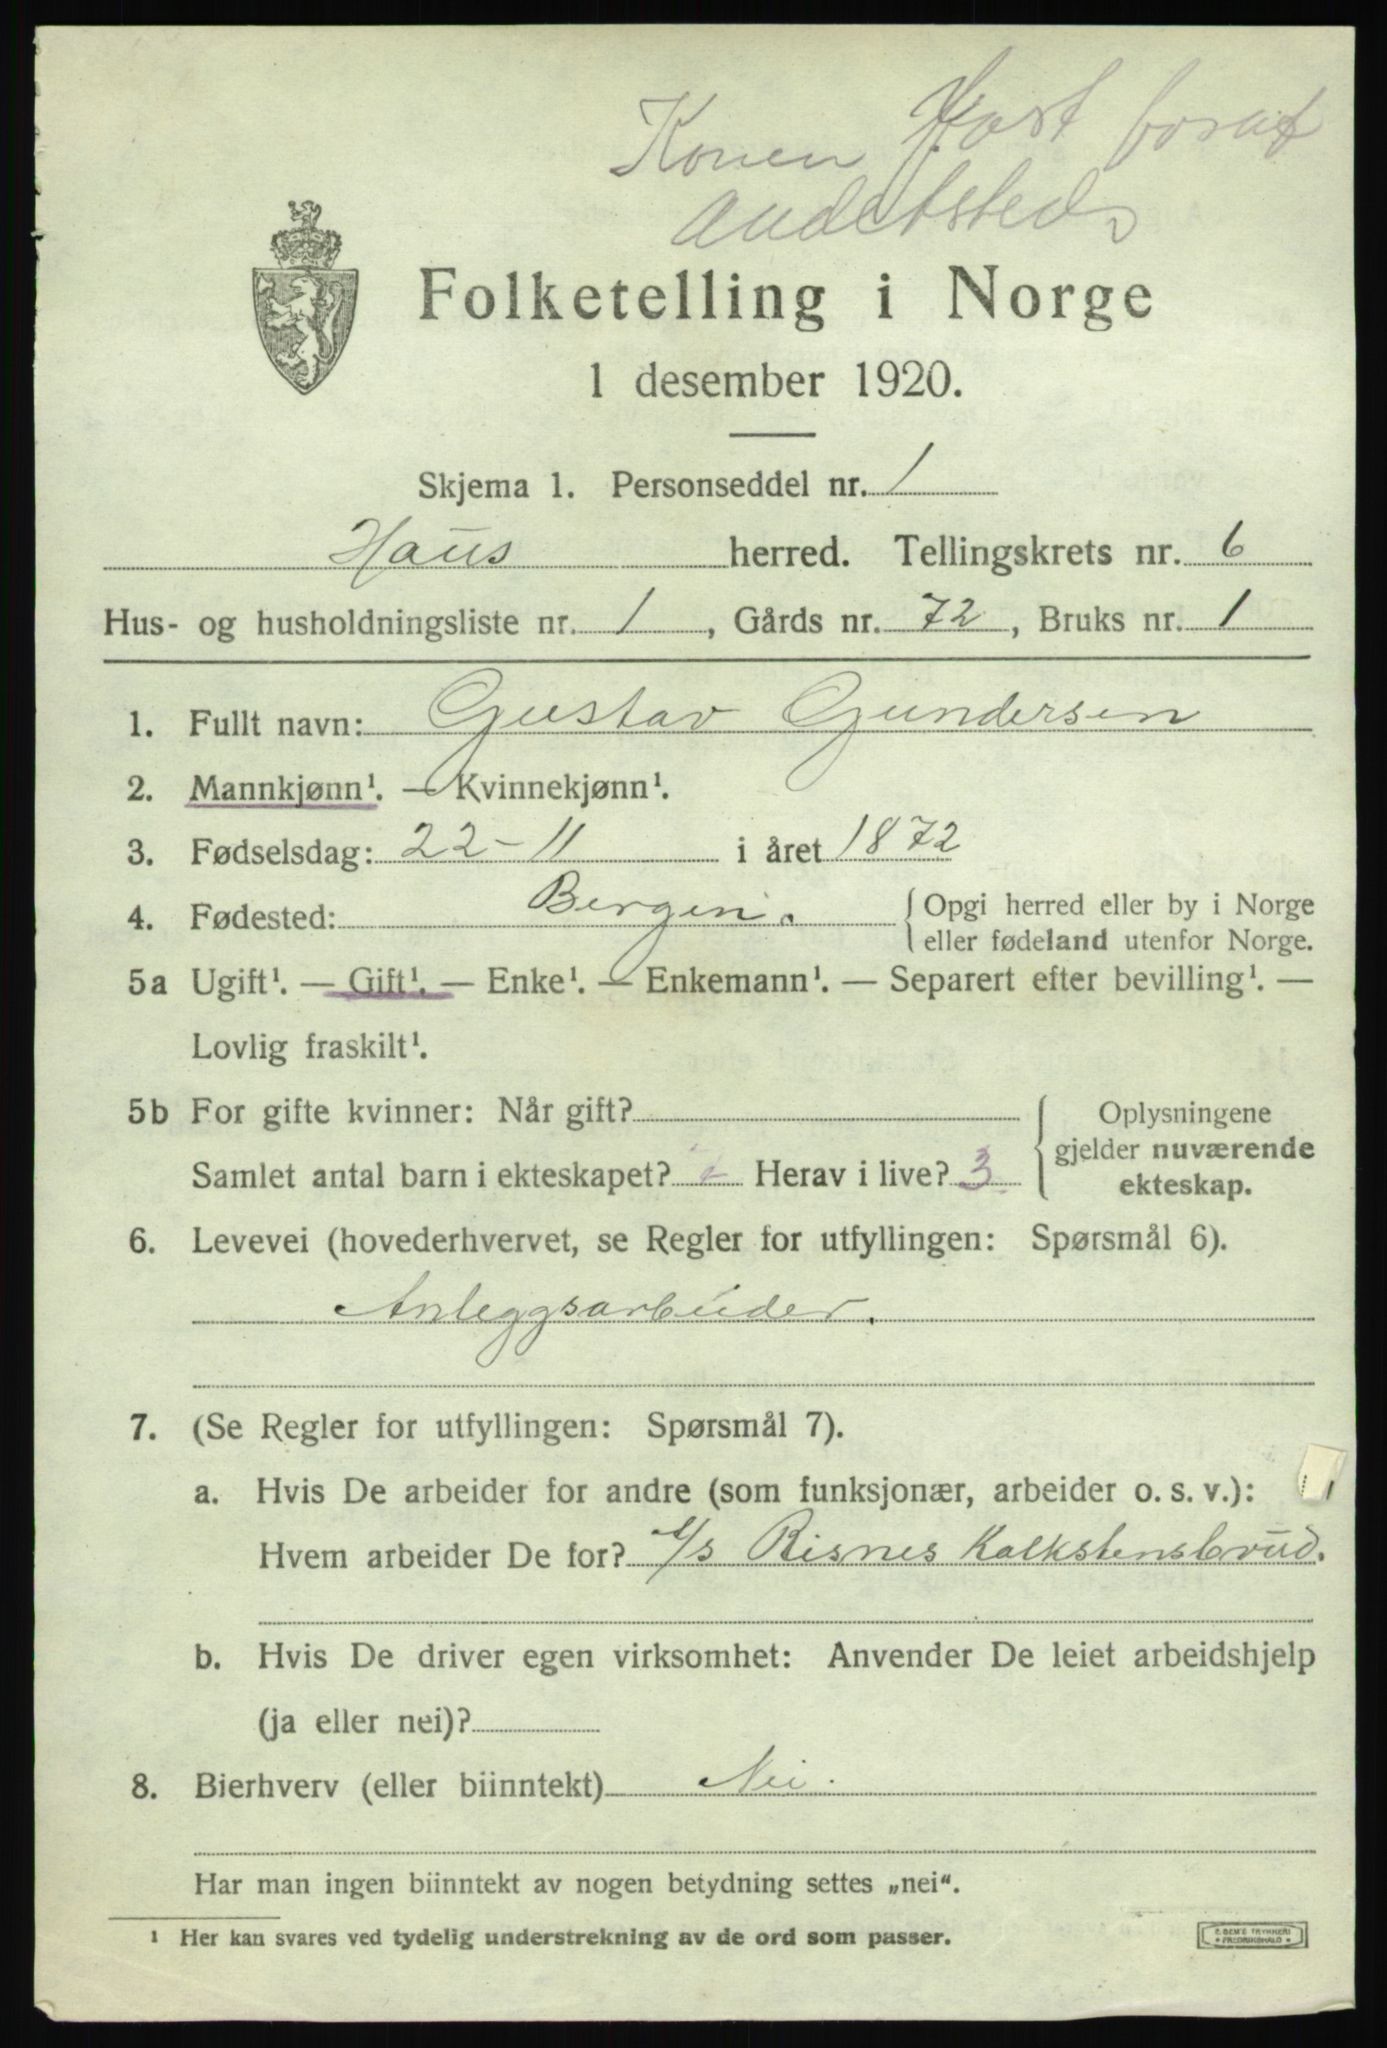 Konen fast bosat
andetsteds
Folketelling i Norge
1 desember 1920.
Skjema 1. Personseddel nr. 1
Haus herred. Tellingskrets nr. 6
Hus- og husholdningsliste nr. 1, Gårds nr. 72, Bruks nr. 1
1. Fullt navn: Gustav Gundersen
2. Mannkjønn¹. — Kvinnekjønn¹.
3. Fødselsdag: 22-11 i året 1872
4. Fødested: Bergen. Opgi herred eller by i Norge
eller fødeland utenfor Norge.
5a Ugift¹. — Gift¹. — Enke¹. — Enkemann¹. — Separert efter bevilling¹. —
Lovlig fraskilt¹.
5b For gifte kvinner: Når gift?
Samlet antal barn i ekteskapet? Herav i live? 3
Oplysningene
gjelder nuværende
ekteskap.
6. Levevei (hovederhvervet, se Regler for utfyllingen: Spørsmål 6).
Anleggsarbeider.
7. (Se Regler for utfyllingen: Spørsmål 7).
a. Hvis De arbeider for andre (som funksjonær, arbeider o. s. v.):
Hvem arbeider De for? A/s Risnes Kalkstensbrud.
b. Hvis De driver egen virksomhet: Anvender De leiet arbeidshjelp
(ja eller nei)?
8. Bierhverv (eller biinntekt) Nei.
Har man ingen biinntekt av nogen betydning settes „nei“.
¹ Her kan svares ved tydelig understrekning av de ord som passer.
E SEM'S TRYKKERI
FREDRIKSHALD